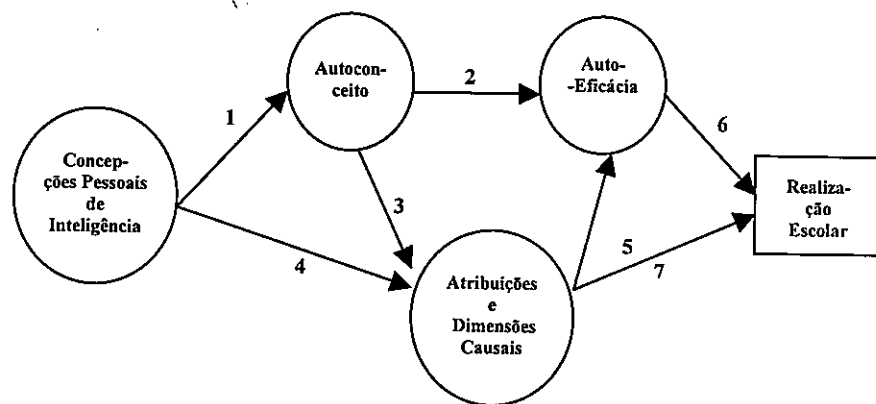 Autocon-
ceito
2
Auto-
-Eficácia
1
6
Concep-
ções Pessoais
de
Inteligência
Realiza-
ção
Escolar
3
4
5
7
Atribuições
e
Dimensões
Causais